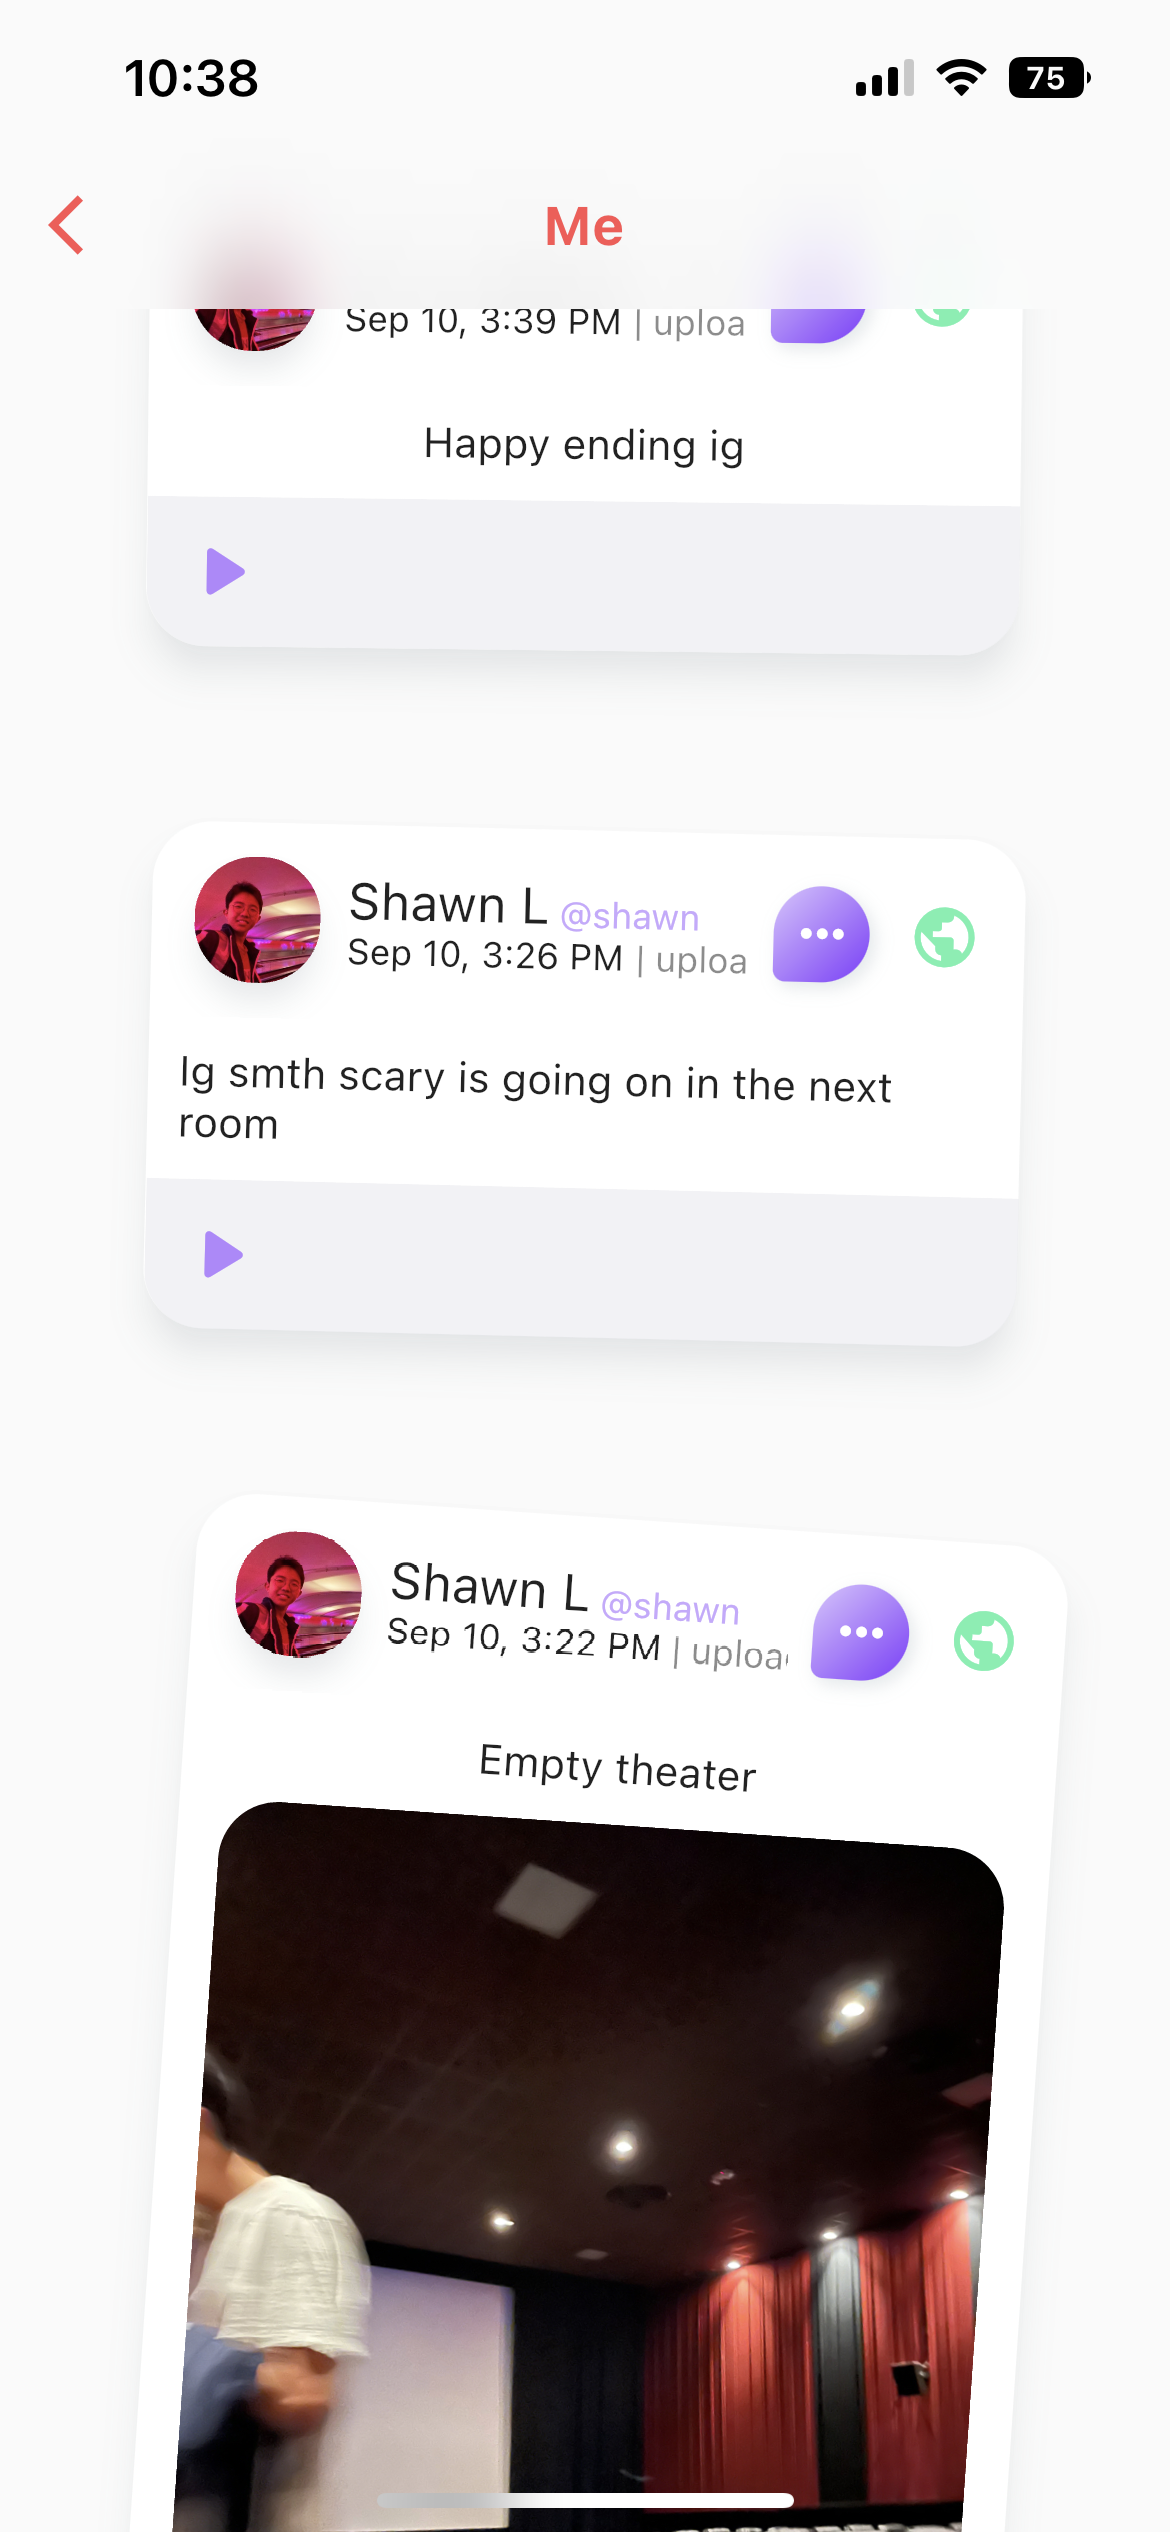 10:38
75
Me
Sep 10, 3:39 PM | uploa
Happy ending ig
Shawn L @shawn
Sep 10, 3:26 PM | uploa
Ig smth scary is going on in the next
room
Shawn L @shawn
Sep 10, 3:22 PM | uploa
Empty theater